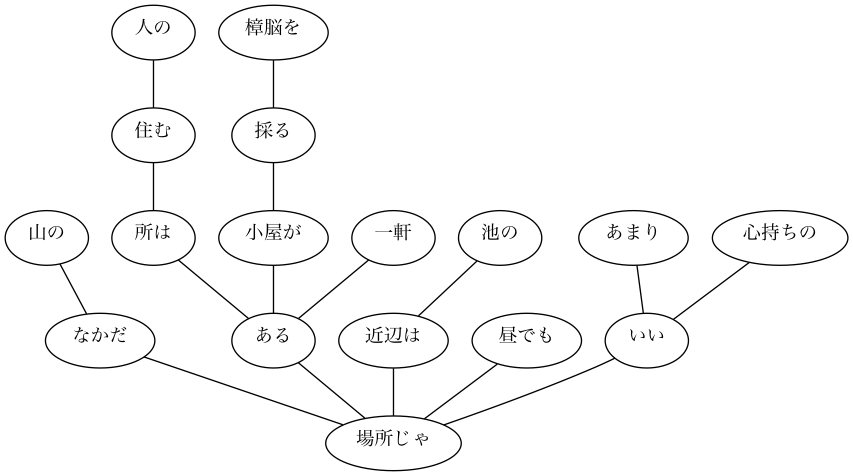 人の 樟脳を
住む 採る
山の 所は 小屋が 一軒 池の あまり 心持ちの
なかだ ある 近辺は 昼でも いい
場所じゃ